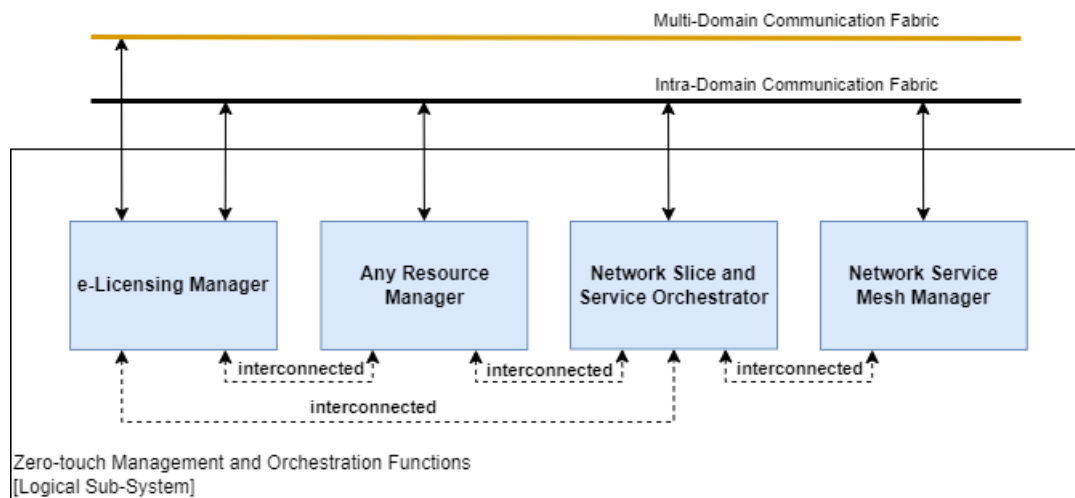 Multi-Domain Communication Fabric
Intra-Domain Communication Fabric
e-Licensing Manager
Any Resource
Manager
Network Slice and
Service Orchestrator
Network Service
Mesh Manager
interconnected
interconnected
interconnected
interconnected
Zero-touch Management and Orchestration Functions
[Logical Sub-System]